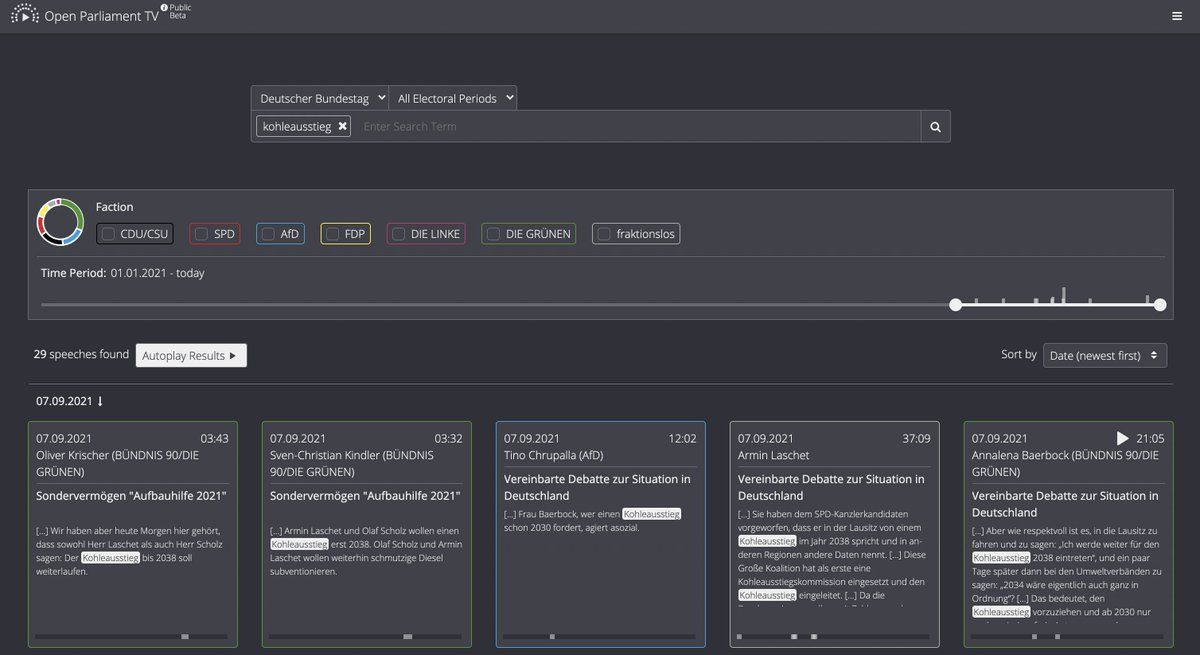 Open Parliament TV
Public
Beta
Deutscher Bundestag
All Electoral Periods
kohleausstieg
Enter Search Term
Faction
CDU/CSU
SPD
AfD
FDP
DIE LINKE
DIE GRÜNEN
fraktionslos
Time Period: 01.01.2021 - today
29 speeches found
Autoplay Results
Sort by
Date (newest first)
07.09.2021
07.09.2021 03:43
Oliver Krischer (BÜNDNIS 90/DIE
GRÜNEN)
Sondervermögen "Aufbauhilfe 2021"
[...] Wir haben aber heute Morgen hier gehört,
dass sowohl Herr Laschet als auch Herr Scholz
sagen: Der Kohleausstieg bis 2038 soll
weiterlaufen.
07.09.2021 03:32
Sven-Christian Kindler (BÜNDNIS
90/DIE GRÜNEN)
Sondervermögen "Aufbauhilfe 2021"
[...] Armin Laschet und Olaf Scholz wollen einen
Kohleausstieg erst 2038. Olaf Scholz und Armin
Laschet wollen weiterhin schmutzige Diesel
subventionieren.
07.09.2021 12:02
Tino Chrupalla (AfD)
Vereinbarte Debatte zur Situation in
Deutschland
[...] Frau Baerbock, wer einen Kohleausstieg
schon 2030 fordert, agiert asozial.
07.09.2021 37:09
Armin Laschet
Vereinbarte Debatte zur Situation in
Deutschland
[...] Sie haben dem SPD-Kanzlerkandidaten
vorgeworfen, dass er in der Lausitz von einem
Kohleausstieg im Jahr 2038 spricht und in an-
deren Regionen andere Daten nennt. [...] Diese
Große Koalition hat als erste eine
Kohleausstiegskommission eingesetzt und den
Kohleausstieg eingeleitet. [...] Da die
07.09.2021 21:05
Annalena Baerbock (BÜNDNIS 90/DIE
GRÜNEN)
Vereinbarte Debatte zur Situation in
Deutschland
[...] Aber wie respektvoll ist es, in die Lausitz zu
fahren und zu sagen: „Ich werde weiter für den
Kohleausstieg 2038 eintreten“, und ein paar
Tage später dann bei den Umweltverbänden zu
sagen: „2034 wäre eigentlich auch ganz in
Ordnung“? [...] Das bedeutet, den
Kohleausstieg vorzuziehen und ab 2030 nur